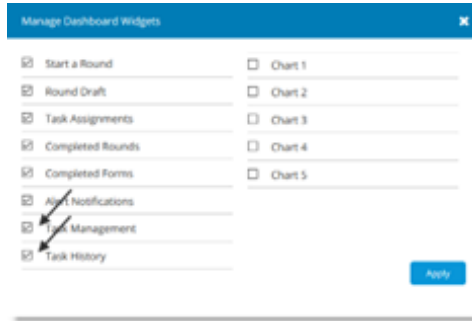 Manage Dashboard Widgets
Start a Round
Round Draft
Task Assignments
Completed Rounds
Completed Forms
Alert Notifications
Task Management
Task History
Chart 1
Chart 2
Chart 3
Chart 4
Chart 5
Apply